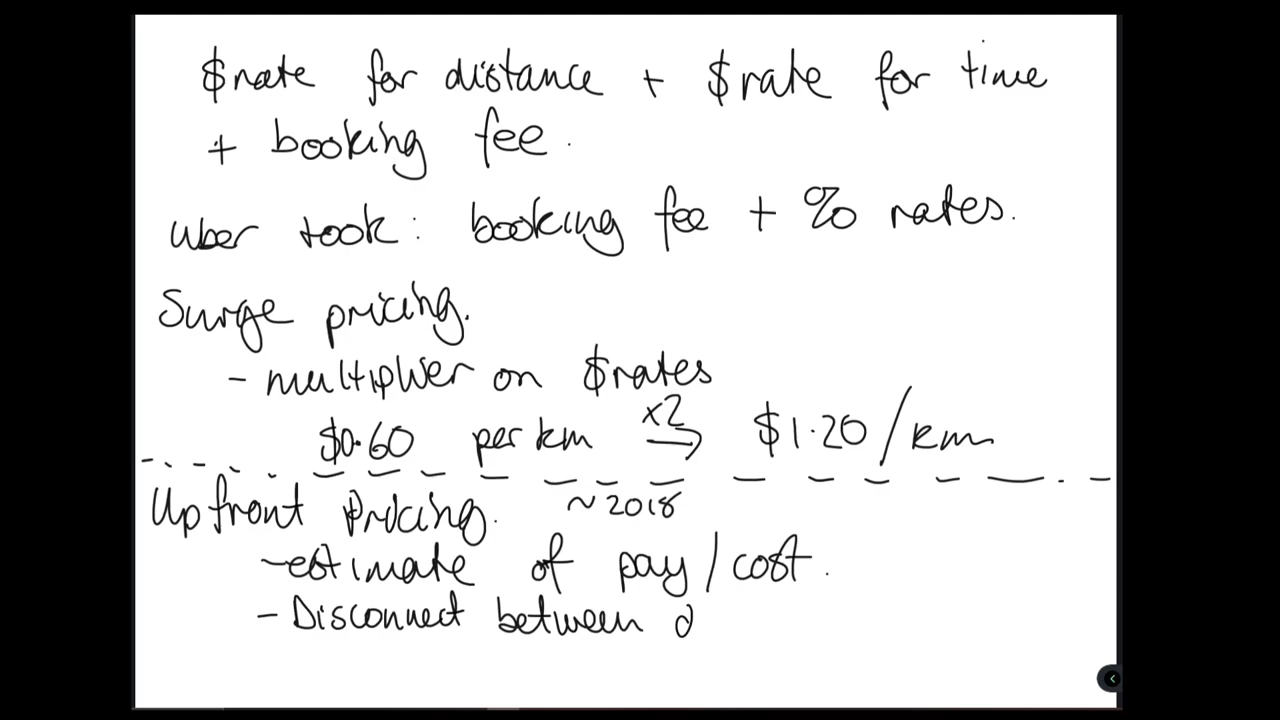 $rate for distance + $rate for time
+ booking fee.
Uber took: booking fee + % rates.
Surge pricing.
- multiplier on $rates
$0.60 per km x2 → $1.20/km
Upfront Pricing. ~2018
- estimate of pay/cost.
- Disconnect between d